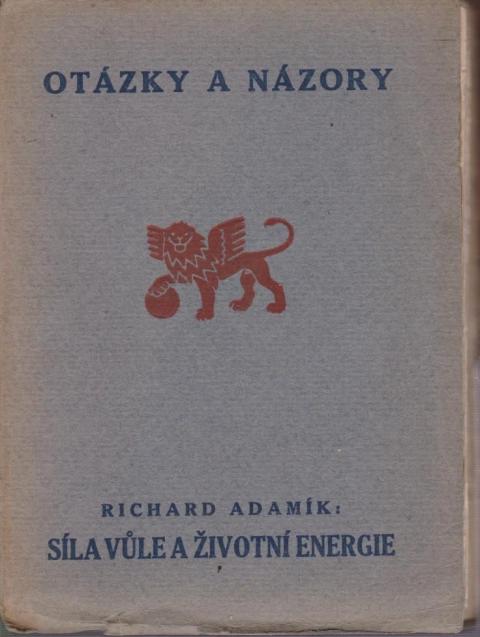 OTÁZKY A NÁZORY
RICHARD ADAMÍK:
SÍLA VŮLE A ŽIVOTNÍ ENERGIE